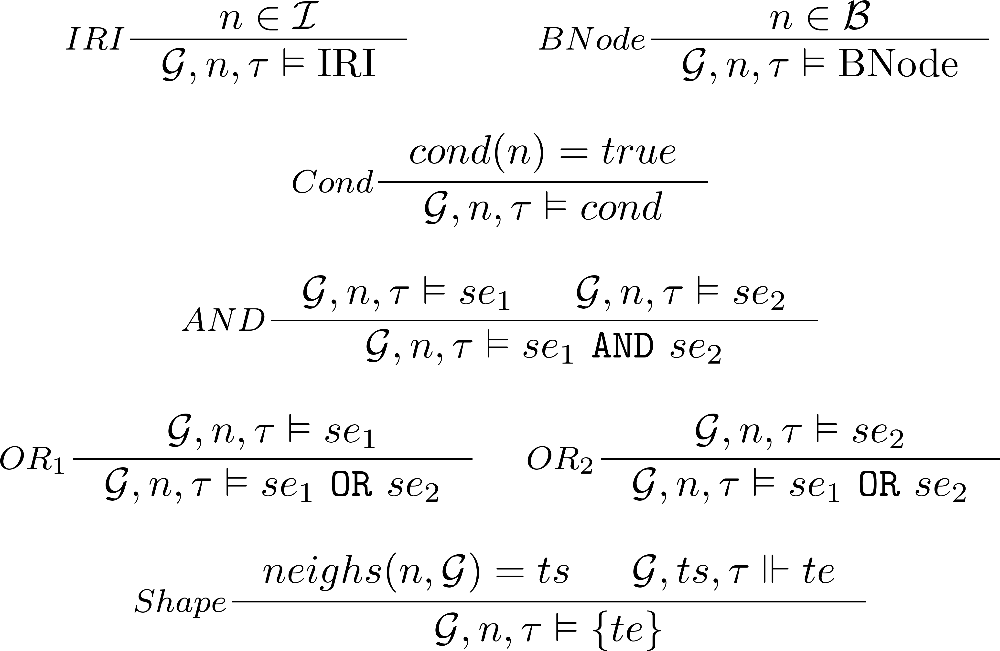 n ∈ ℐ
IRI
𝒢, n, τ ⊨ IRI
n ∈ ℬ
BNode
𝒢, n, τ ⊨ BNode
cond(n) = true
Cond
𝒢, n, τ ⊨ cond
𝒢, n, τ ⊨ se₁ 𝒢, n, τ ⊨ se₂
AND
𝒢, n, τ ⊨ se₁ AND se₂
𝒢, n, τ ⊨ se₁
OR₁
𝒢, n, τ ⊨ se₁ OR se₂
𝒢, n, τ ⊨ se₂
OR₂
𝒢, n, τ ⊨ se₁ OR se₂
neighs(n, 𝒢) = ts 𝒢, ts, τ ⊪ te
Shape
𝒢, n, τ ⊨ {te}